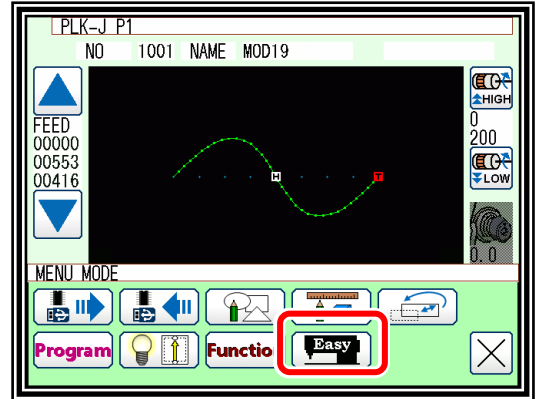 PLK-J P1
NO 1001 NAME MOD19
HIGH
FEED
00000
00553
00416
0
200
H
T
LOW
0.0
MENU MODE
Program
Functio
Easy